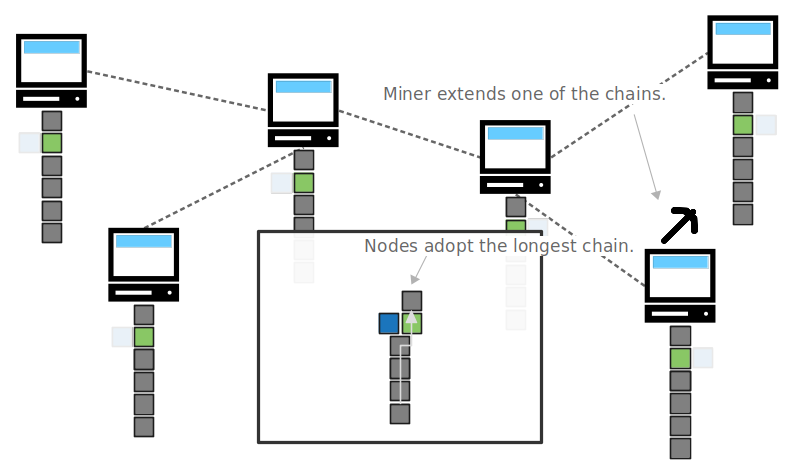 Miner extends one of the chains.
Nodes adopt the longest chain.